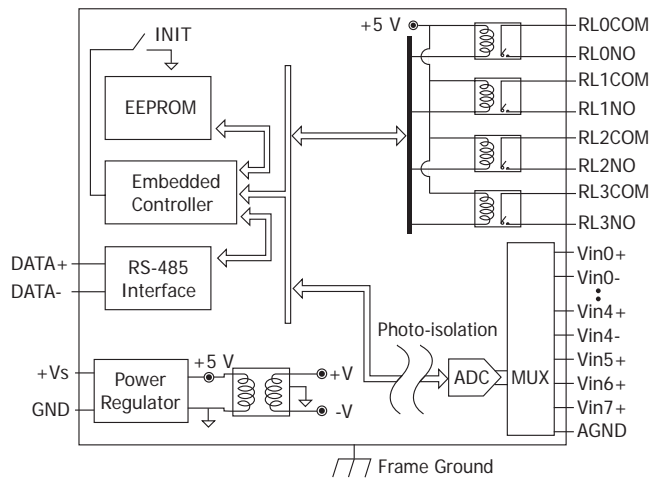 INIT
EEPROM
Embedded
Controller
RS-485
Interface
DATA+
DATA-
+Vs
GND
Power
Regulator
+5 V
+V
-V
+5 V
RL0COM
RL0NO
RL1COM
RL1NO
RL2COM
RL2NO
RL3COM
RL3NO
Photo-isolation
ADC
MUX
Vin0+
Vin0-
Vin4+
Vin4-
Vin5+
Vin6+
Vin7+
AGND
Frame Ground